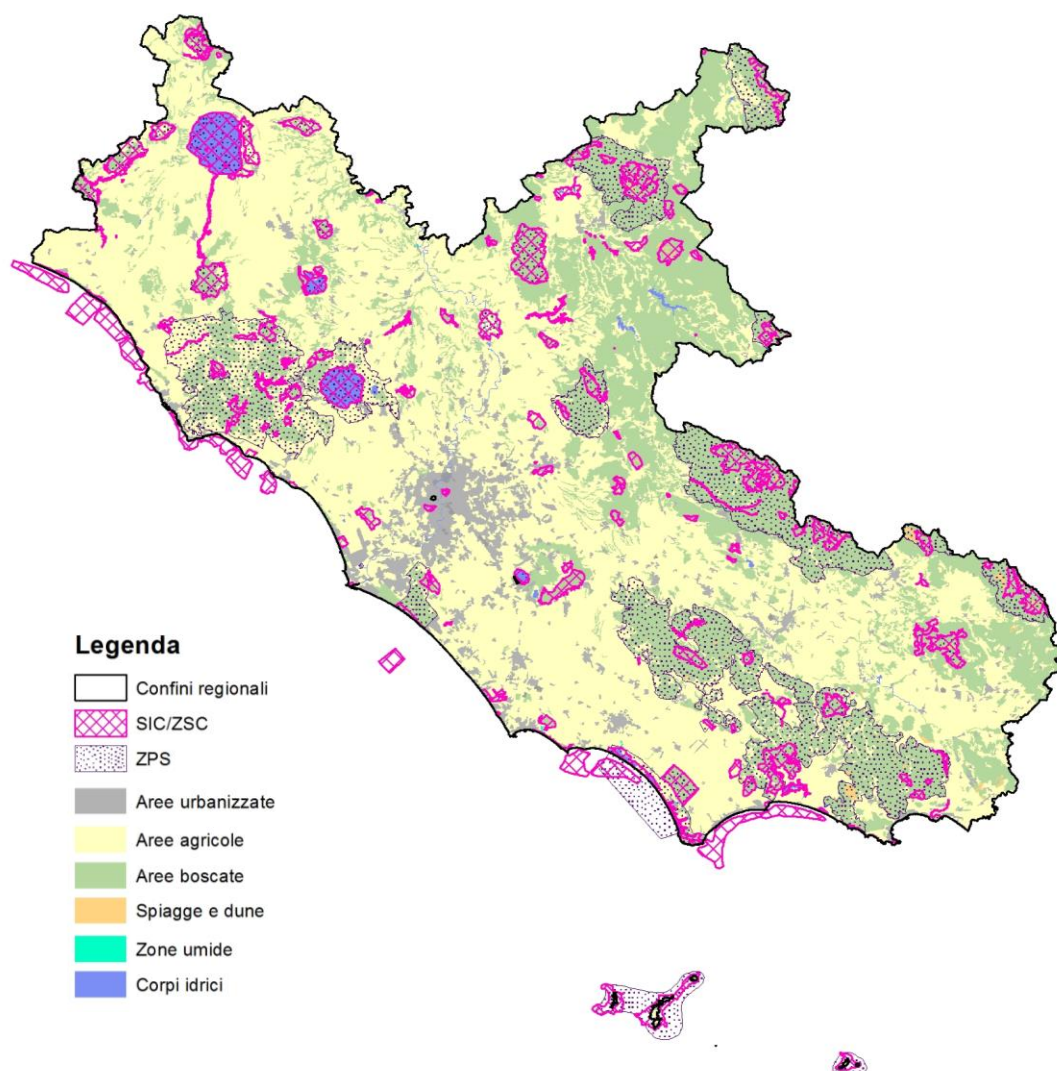 Legenda
Confini regionali
SIC/ZSC
ZPS
Aree urbanizzate
Aree agricole
Aree boscate
Spiagge e dune
Zone umide
Corpi idrici